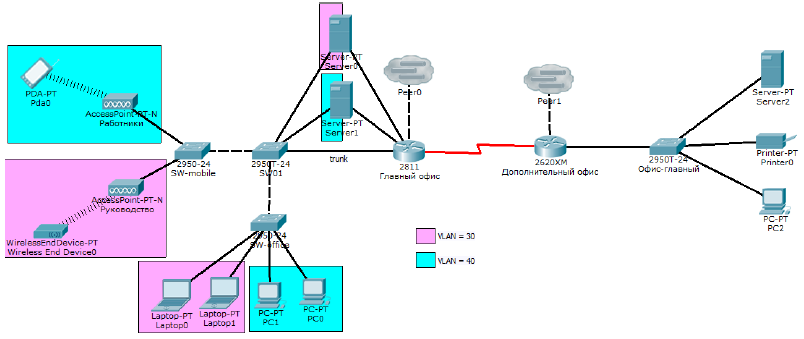 Server-PT
Server0
Peer0
Peer1
Server-PT
Server2
PDA-PT
Pda0
AccessPoint-PT-N
Работники
Server-PT
Server1
trunk
2950-24
SW-mobile
2950T-24
SW01
2811
Главный офис
2620XM
Дополнительный офис
2950T-24
Офис-главный
Printer-PT
Printer0
AccessPoint-PT-N
Руководство
WirelessEndDevice-PT
Wireless End Device0
2950-24
SW-office
PC-PT
PC2
VLAN = 30
VLAN = 40
Laptop-PT
Laptop0
Laptop-PT
Laptop1
PC-PT
PC1
PC-PT
PC0